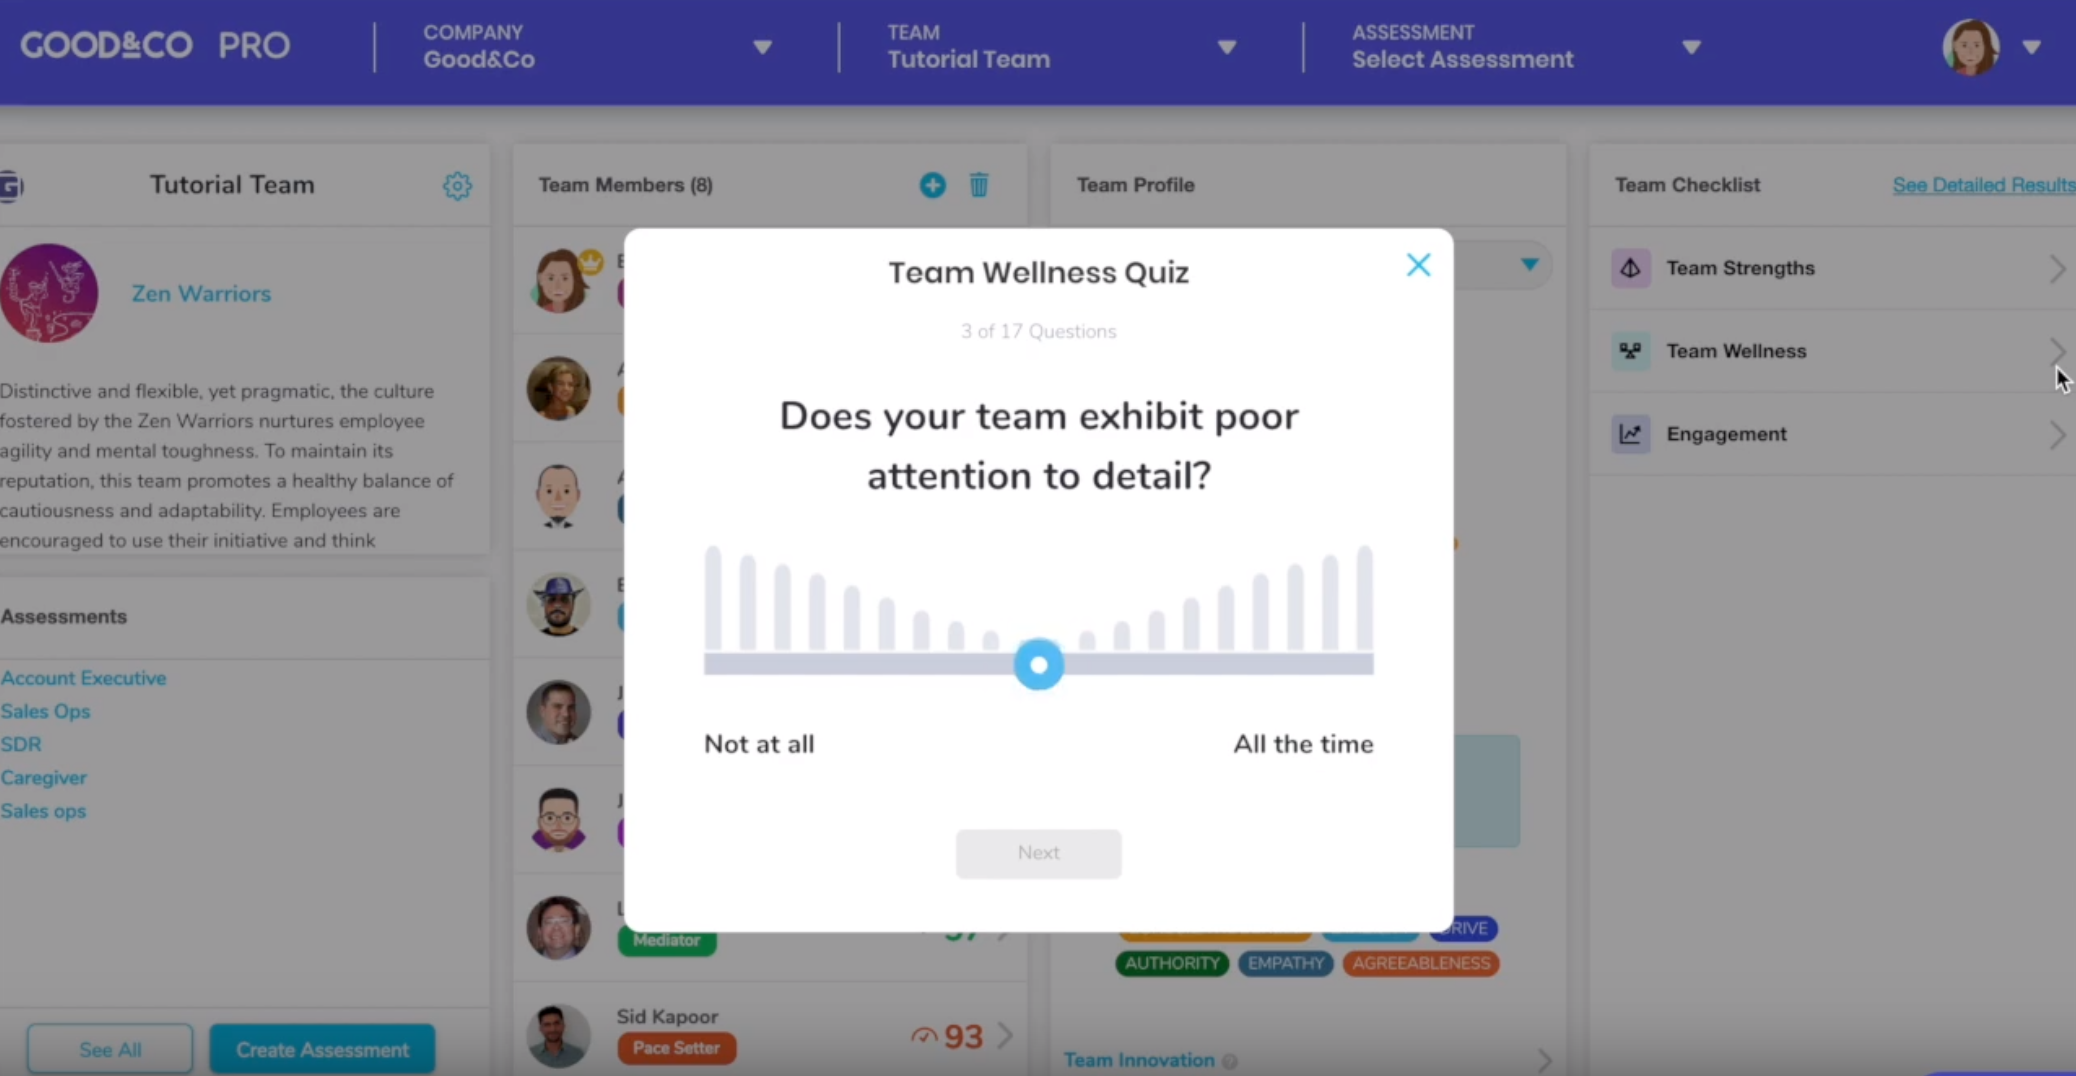 GOOD&CO PRO
COMPANY
Good&Co
TEAM
Tutorial Team
ASSESSMENT
Select Assessment
Tutorial Team
Zen Warriors
Distinctive and flexible, yet pragmatic, the culture
fostered by the Zen Warriors nurtures employee
agility and mental toughness. To maintain its
reputation, this team promotes a healthy balance of
cautiousness and adaptability. Employees are
encouraged to use their initiative and think
Assessments
Account Executive
Sales Ops
SDR
Caregiver
Sales ops
See All
Create Assessment
Team Members (8)
Mediator
Sid Kapoor
Pace Setter
93
Team Profile
AUTHORITY
EMPATHY
AGREEABLENESS
Team Innovation
Team Checklist
See Detailed Results
Team Strengths
Team Wellness
Engagement
Team Wellness Quiz
3 of 17 Questions
Does your team exhibit poor
attention to detail?
Not at all
All the time
Next